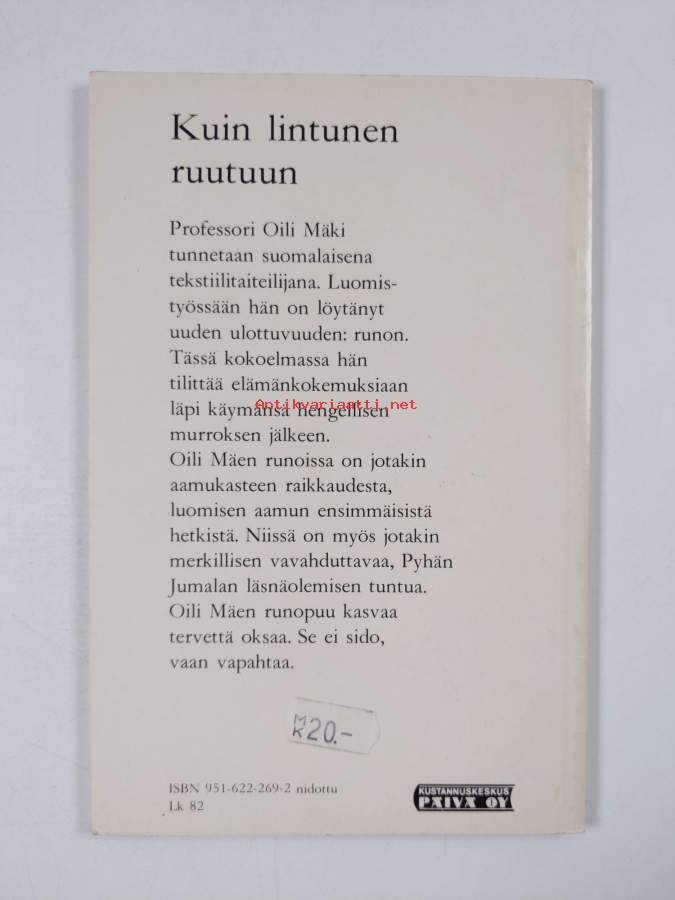 Kuin lintunen
ruutuun
Professori Oili Mäki
tunnetaan suomalaisena
tekstiilitaiteilijana. Luomis-
työssään hän on löytänyt
uuden ulottuvuuden: runon.
Tässä kokoelmassa hän
tilittää elämänkokemuksiaan
läpi käymänsä hengellisen
Antikvariaatti.net
murroksen jälkeen.
Oili Mäen runoissa on jotakin
aamukasteen raikkaudesta,
luomisen aamun ensimmäisistä
hetkistä. Niissä on myös jotakin
merkillisen vavahduttavaa, Pyhän
Jumalan läsnäolemisen tuntua.
Oili Mäen runopuu kasvaa
tervettä oksaa. Se ei sido,
vaan vapahtaa.
MK 20.-
ISBN 951-622-269-2 nidottu
Lk 82
KUSTANNUSKESKUS
PÄIVÄ OY